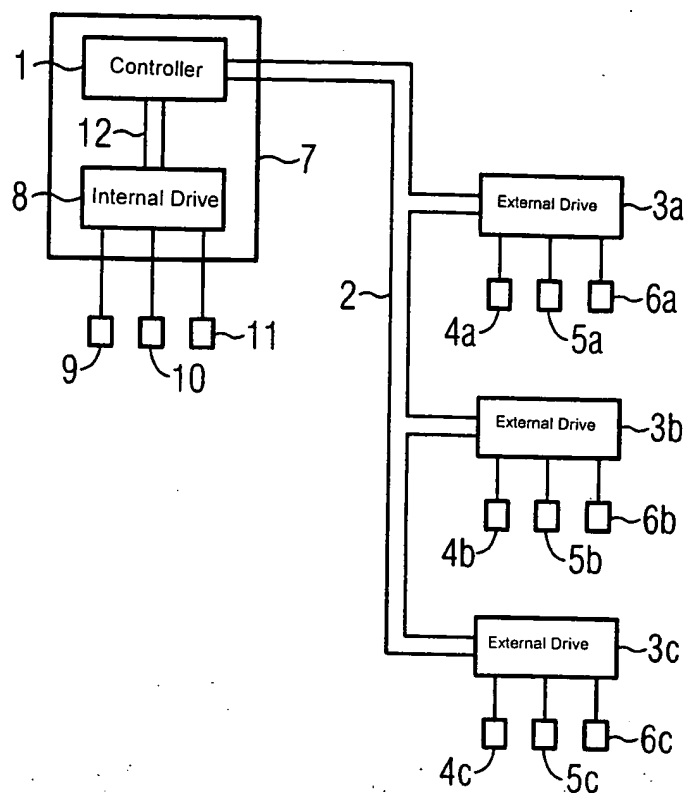 1
Controller
12
7
8
Internal Drive
9
10
11
2
External Drive
3a
4a
5a
6a
External Drive
3b
4b
5b
6b
External Drive
3c
4c
5c
6c